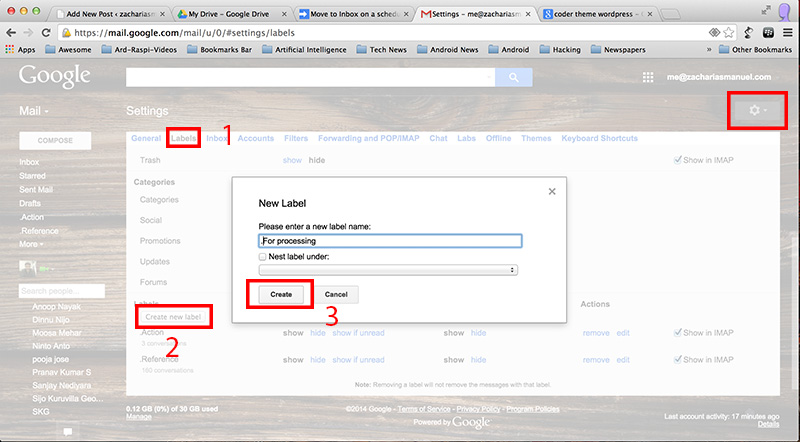 Add New Post ‹ zacharias
My Drive – Google Drive
Move to Inbox on a schedu
Settings – me@zachariasm
coder theme wordpress – G
https://mail.google.com/mail/u/0/#settings/labels
Apps Awesome Ard-Raspi-Video-GFDs Bookmarks Bar Artificial Intelligence Tech News Android News Android Hacking Newspapers » Other Bookmarks
Google
me@zachariasmanuel.com
Mail
Settings
1
General Labels Inbox Accounts Filters Forwarding and POP/IMAP Chat Labs Offline Themes Keyboard Shortcuts
COMPOSE
Inbox
Starred
Sent Mail
Drafts
.Action
.Reference
More
Search people...
Anoop Nayak
Dinnu Nijo
Moosa Mehar
Ninto Anto
pooja jose
Pranav Kumar S
Sanjay Nediyara
Sijo Kuruvilla Geo...
SKG
Trash show hide Show in IMAP
Categories
Categories
Social
Promotions
Updates
Forums
New Label
Please enter a new label name:
.For processing
Nest label under:
Create Cancel
3
Labels
Actions
Create new label
2
.Action show hide show if unread show hide remove edit Show in IMAP
3 conversations
.Reference show hide show if unread show hide remove edit Show in IMAP
160 conversations
Note: Removing a label will not remove the messages with that label.
0.12 GB (0%) of 30 GB used
Manage
©2014 Google - Terms of Service - Privacy Policy - Program Policies
Powered by Google
Last account activity: 17 minutes ago
Details